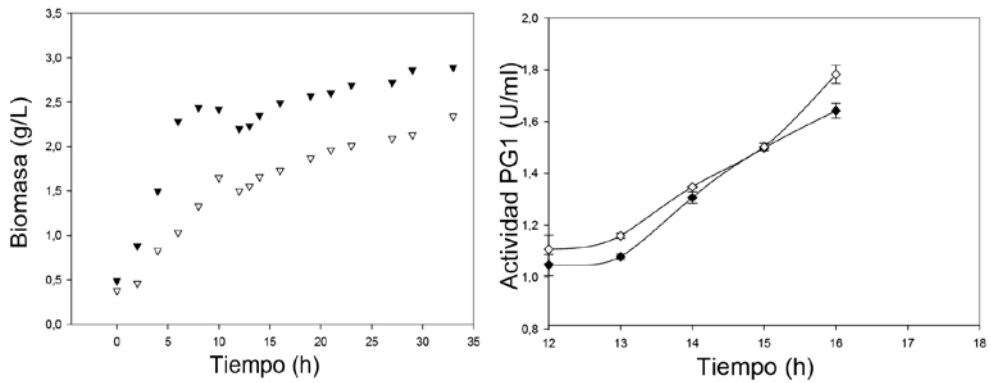 Biomasa (g/L)
3,5
3,0
2,5
2,0
1,5
1,0
0,5
0,0
0 5 10 15 20 25 30 35
Tiempo (h)
Actividad PG1 (U/ml)
2,0
1,8
1,6
1,4
1,2
1,0
0,8
12 13 14 15 16 17 18
Tiempo (h)